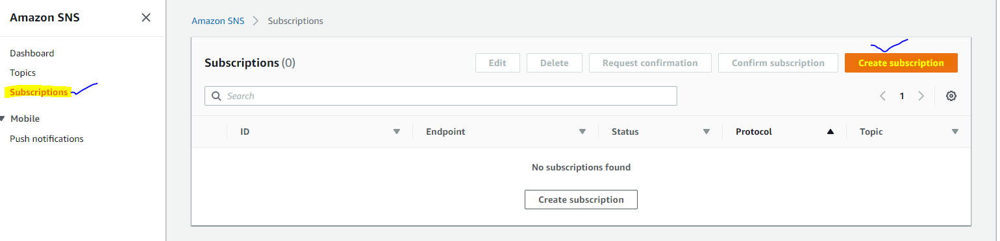 Amazon SNS
Dashboard
Topics
Subscriptions
Mobile
Push notifications
Amazon SNS Subscriptions
Subscriptions (0) Edit Delete Request confirmation Confirm subscription Create subscription
Search 1
ID Endpoint Status Protocol Topic
No subscriptions found
Create subscription